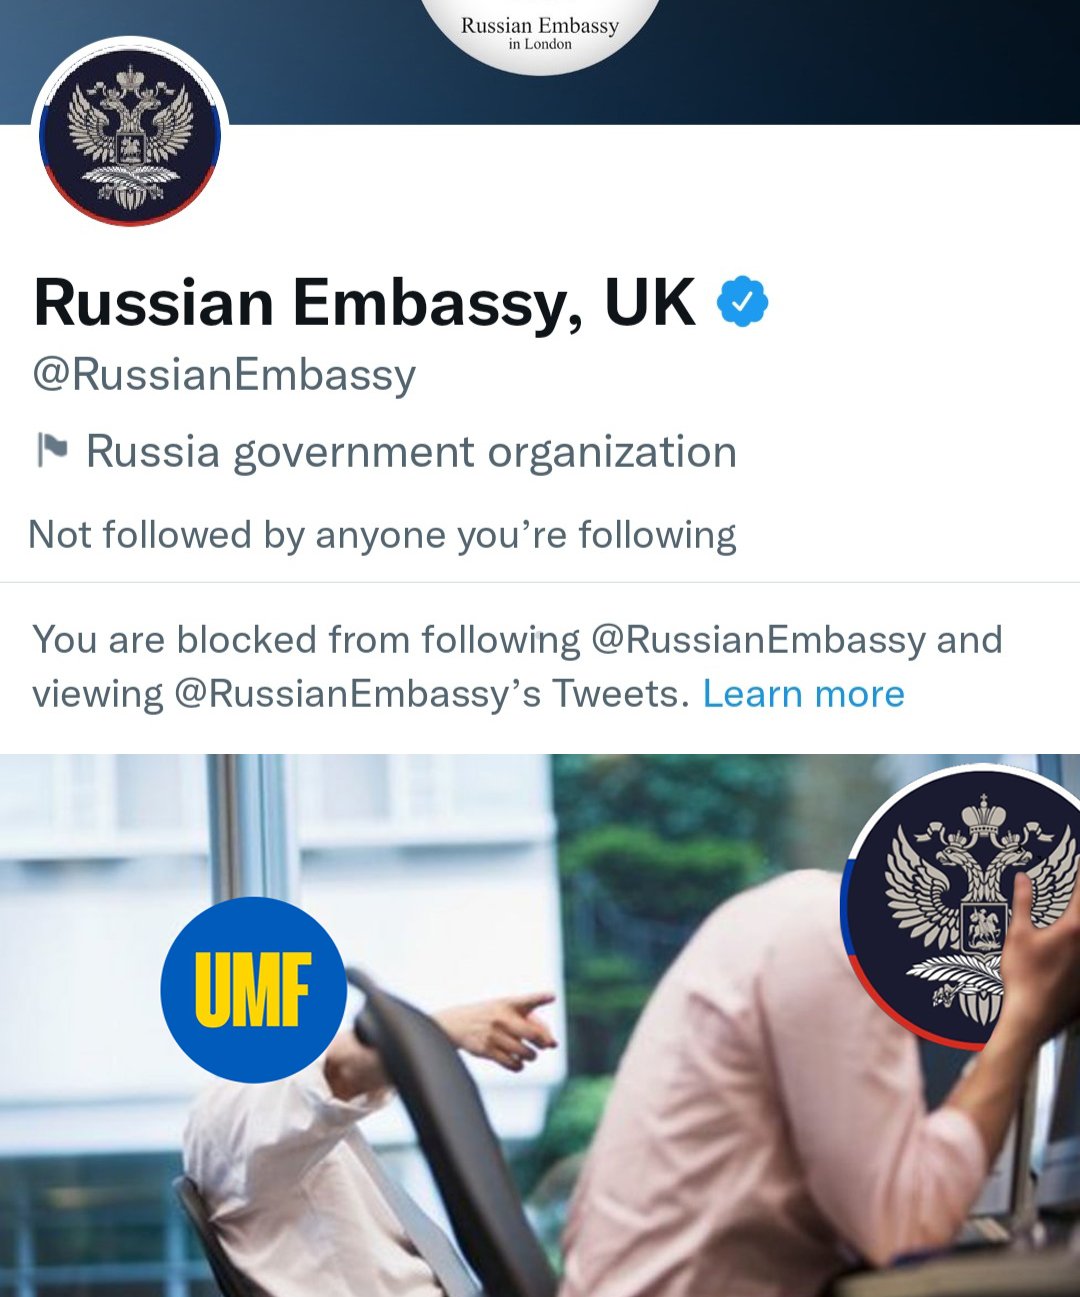 Russian Embassy
in London
Russian Embassy, UK
@RussianEmbassy
Russia government organization
Not followed by anyone you’re following
You are blocked from following @RussianEmbassy and
viewing @RussianEmbassy’s Tweets. Learn more
UMF